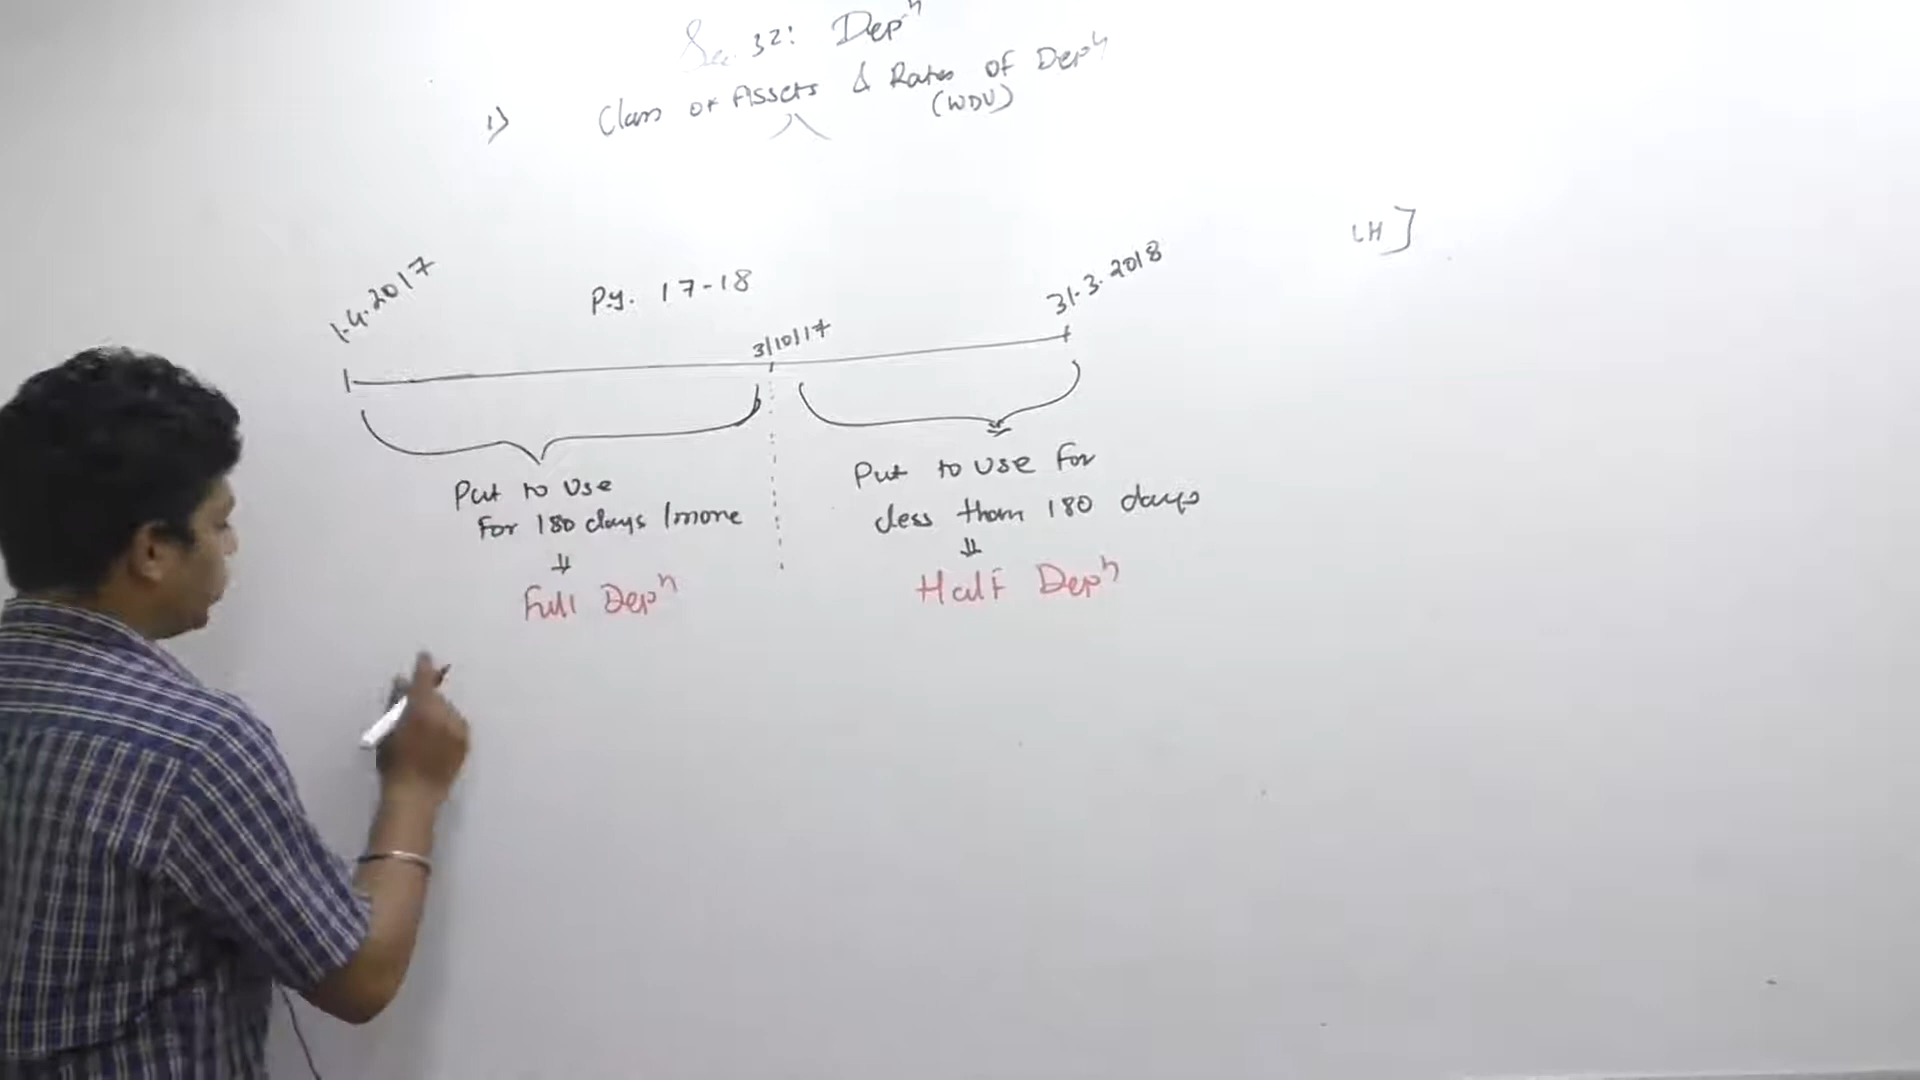 Sec. 32: Depn
1) Class of Assets & Rates of Depn
(WDV)
LH]
1.4.2017
P.y. 17-18
3/10/17
31.3.2018
Put to use
for 180 days /more
⇓
Full Depn
Put to use for
less than 180 days
⇓
Half Depn